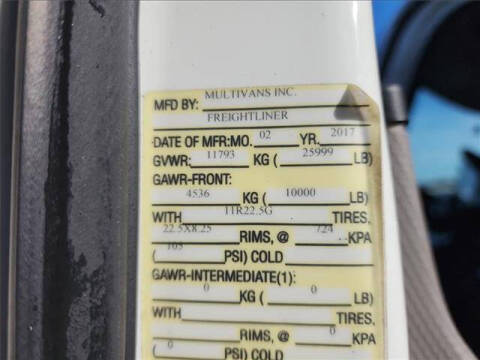 MFD BY: MULTIVANS INC.
FREIGHTLINER
DATE OF MFR:MO. 02 YR. 2017
GVWR: 11793 KG ( 25999 LB)
GAWR-FRONT:
4536 KG ( 10000 LB)
WITH 11R22.5G TIRES,
22.5X8.25 RIMS, @ 724 KPA
( 105 PSI) COLD
GAWR-INTERMEDIATE(1):
0 KG ( 0 LB)
WITH TIRES,
RIMS, @ 0 KPA
( 0 PSI) COLD